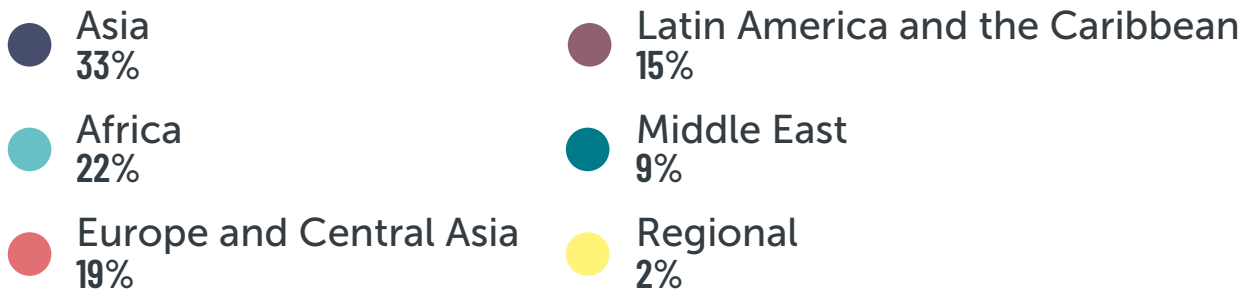 Asia
33%
Africa
22%
Europe and Central Asia
19%
Latin America and the Caribbean
15%
Middle East
9%
Regional
2%